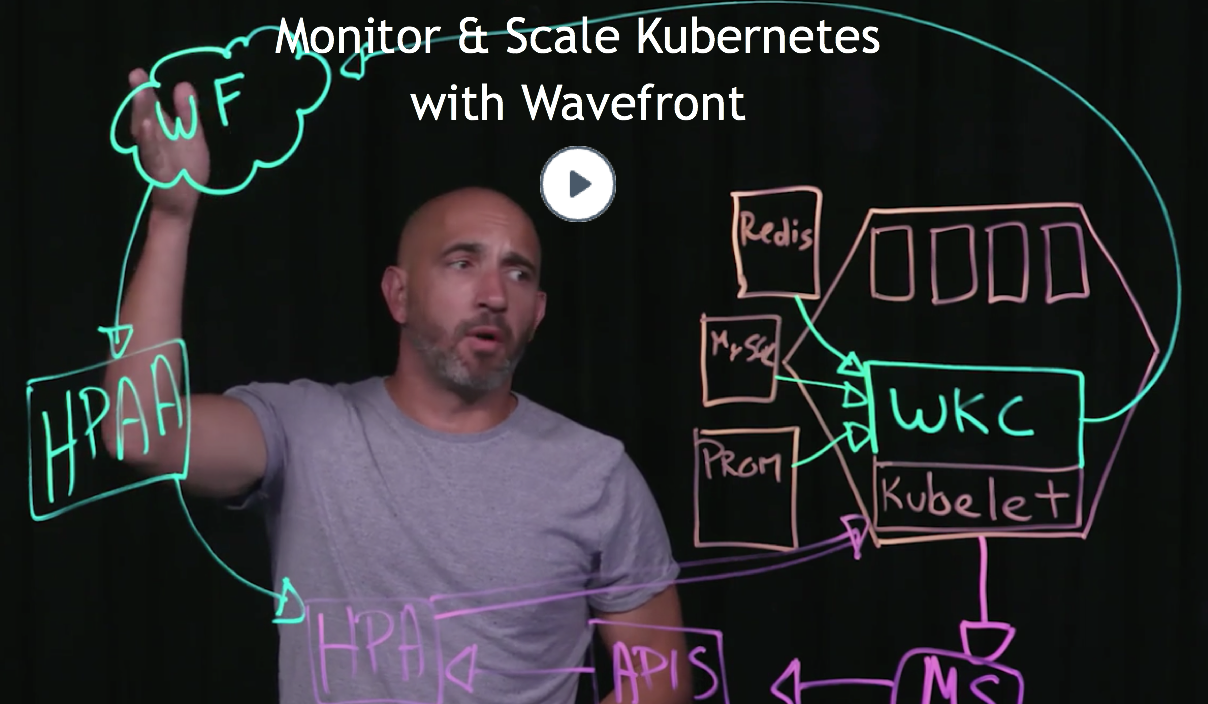 Monitor & Scale Kubernetes
with Wavefront
WF
Redis
MySQL
HPAA
WKC
PROM
Kubelet
HPA
APIS
MS